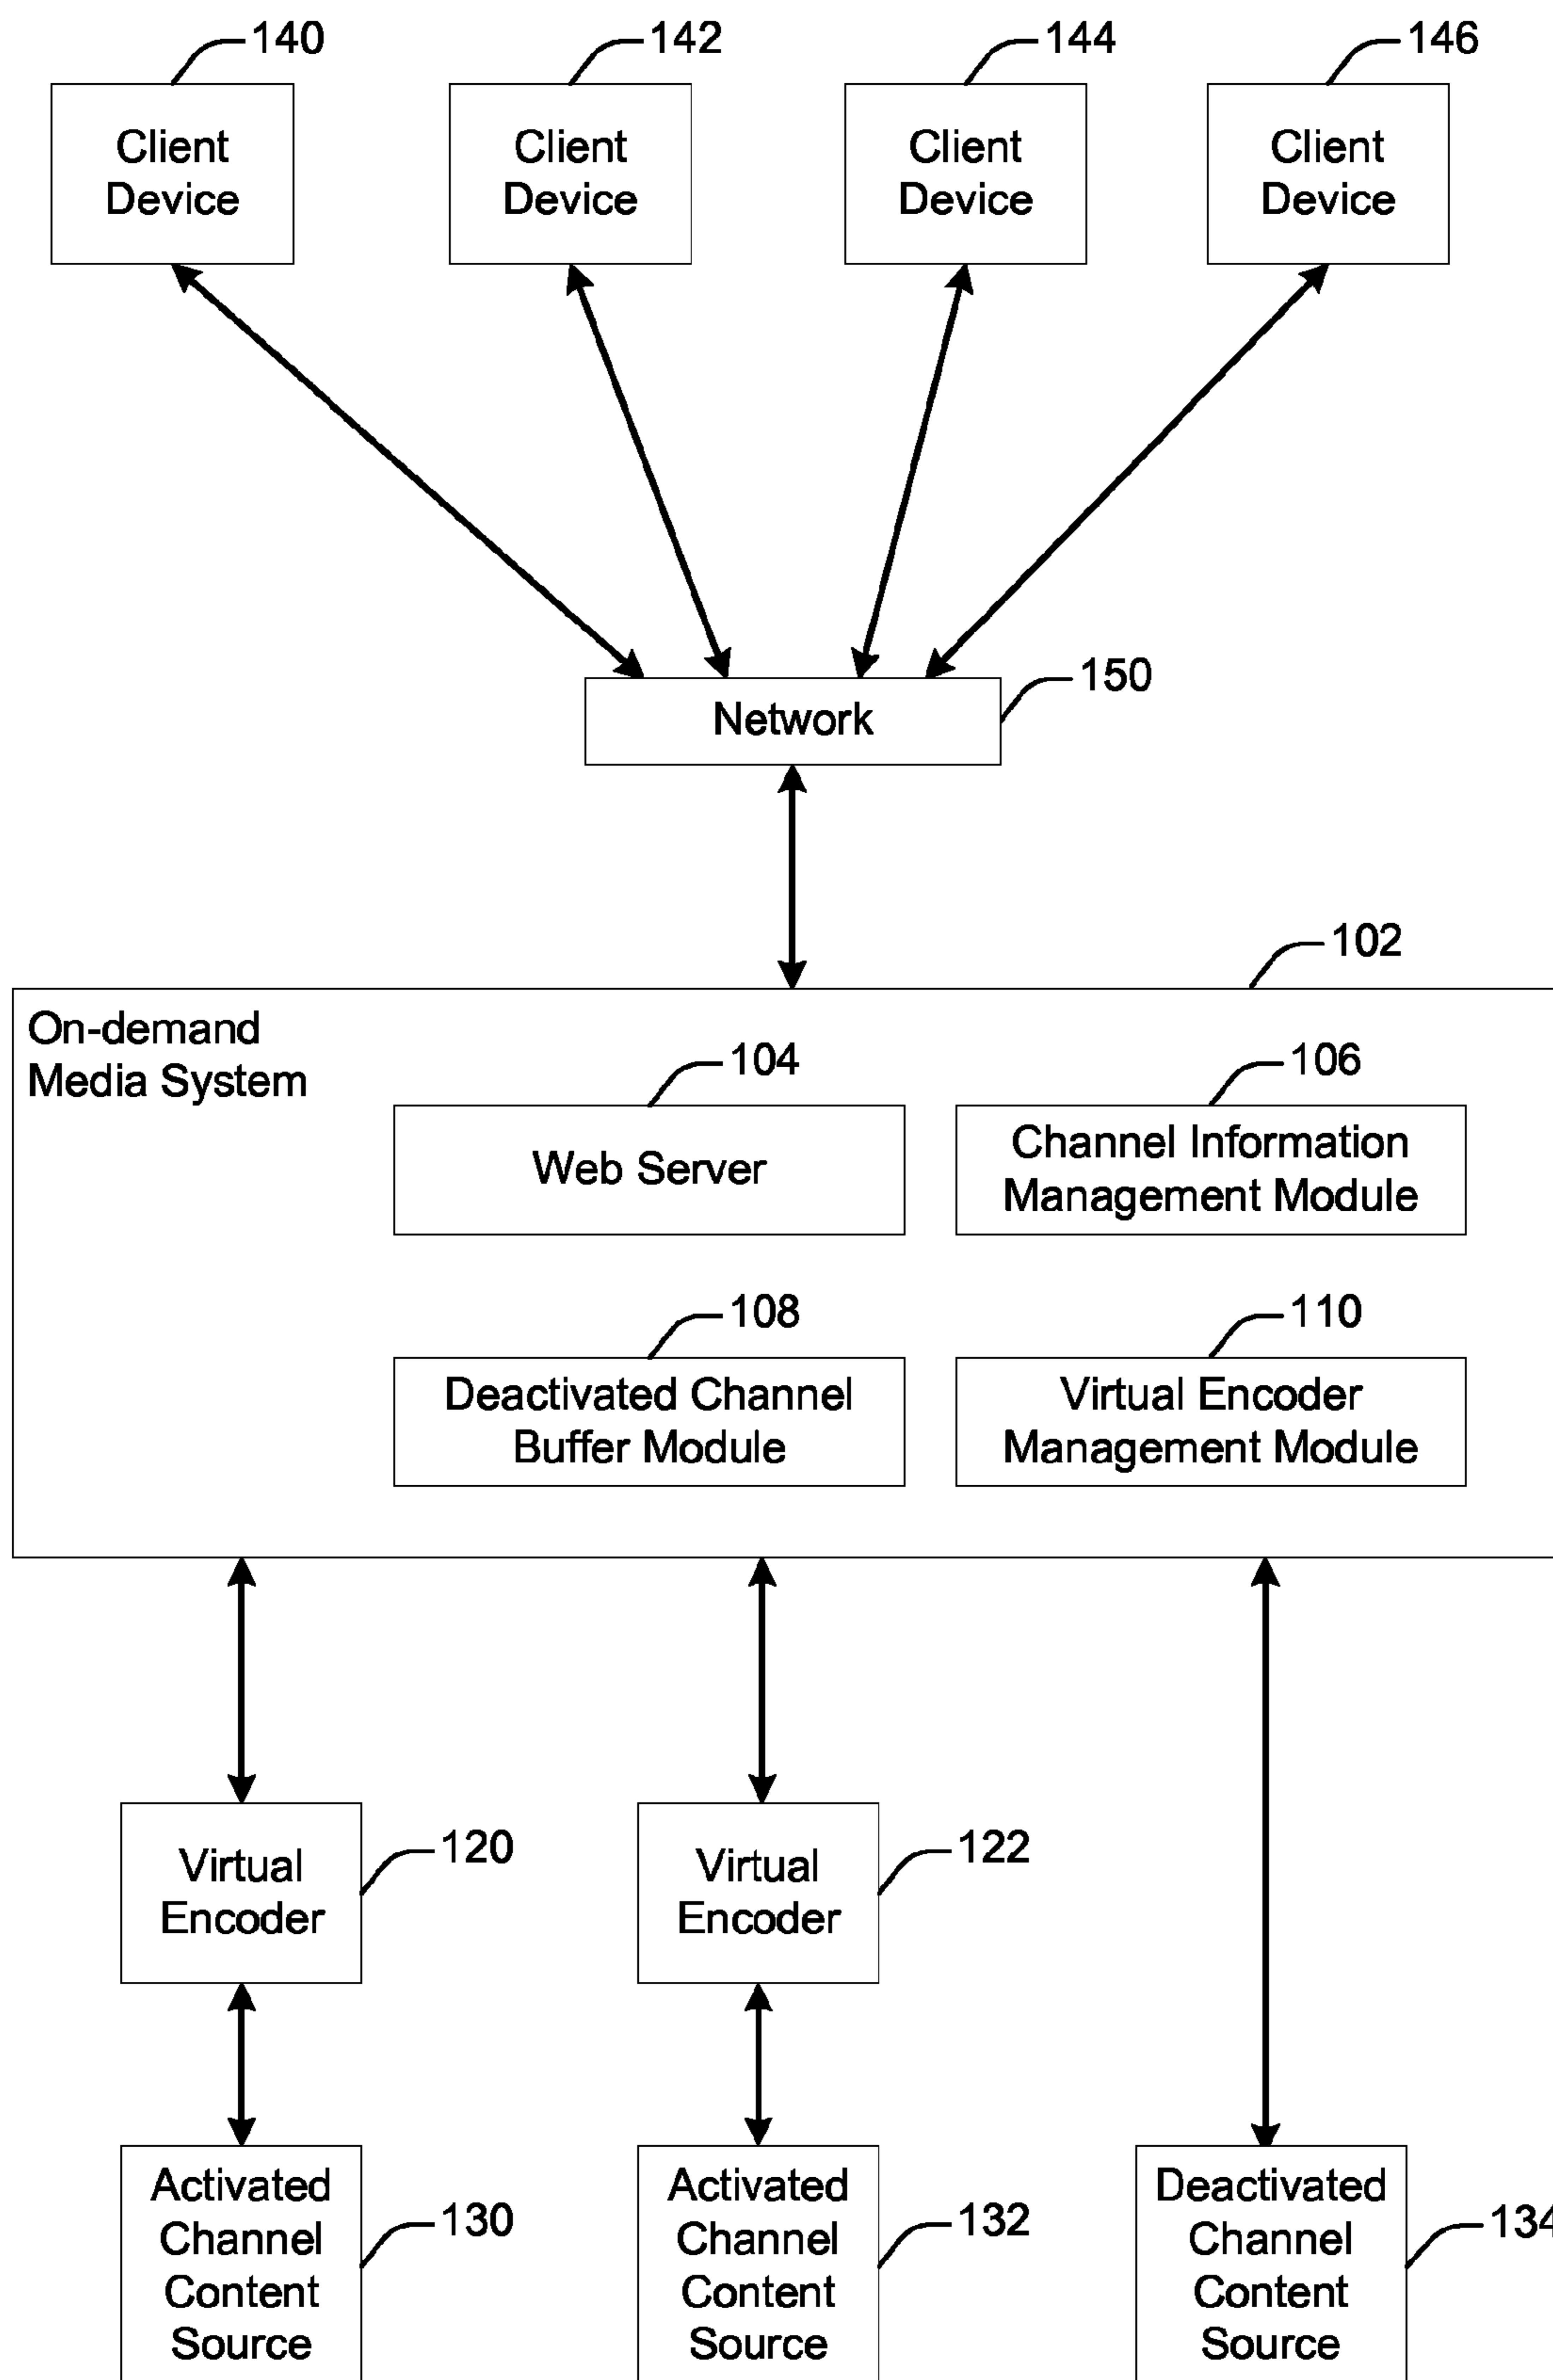 140
142
144
146
Client
Device
Client
Device
Client
Device
Client
Device
150
Network
102
On-demand
Media System
104
106
Web Server
Channel Information
Management Module
108
110
Deactivated Channel
Buffer Module
Virtual Encoder
Management Module
120
122
Virtual
Encoder
Virtual
Encoder
Activated
Channel
Content
Source
130
Activated
Channel
Content
Source
132
Deactivated
Channel
Content
Source
134